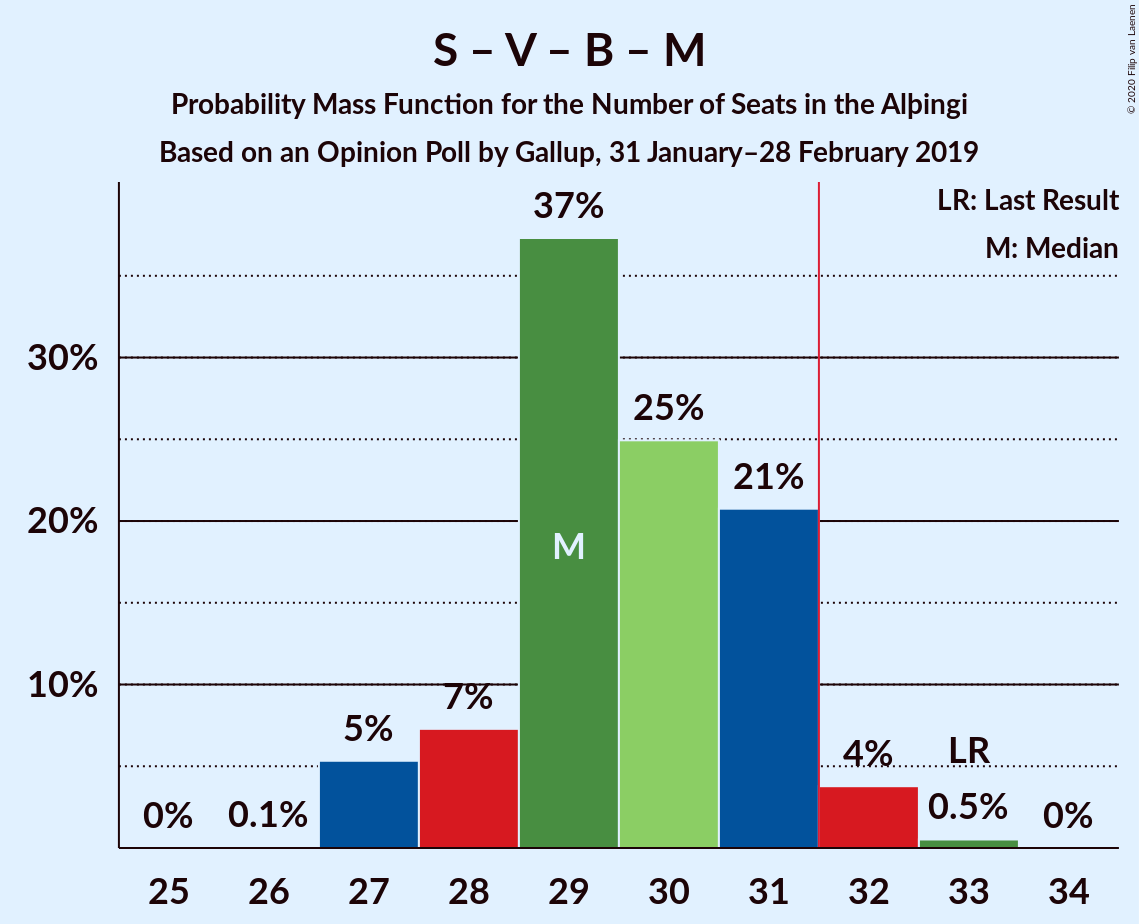 S – V – B – M
Probability Mass Function for the Number of Seats in the Alþingi
Based on an Opinion Poll by Gallup, 31 January–28 February 2019
© 2020 Filip van Laenen
LR: Last Result
M: Median
30%
20%
10%
0%
0.1%
5%
7%
37%
M
25%
21%
4%
LR
0.5%
0%
25 26 27 28 29 30 31 32 33 34